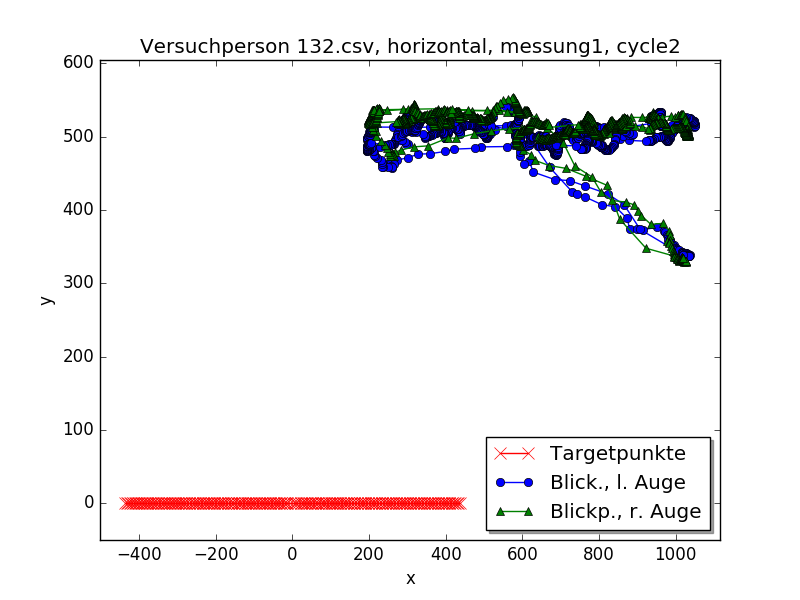 Versuchperson 132.csv, horizontal, messung1, cycle2
600
500
400
300
200
100
0
y
−400
−200
0
200
400
600
800
1000
x
Targetpunkte
Blick., l. Auge
Blickp., r. Auge